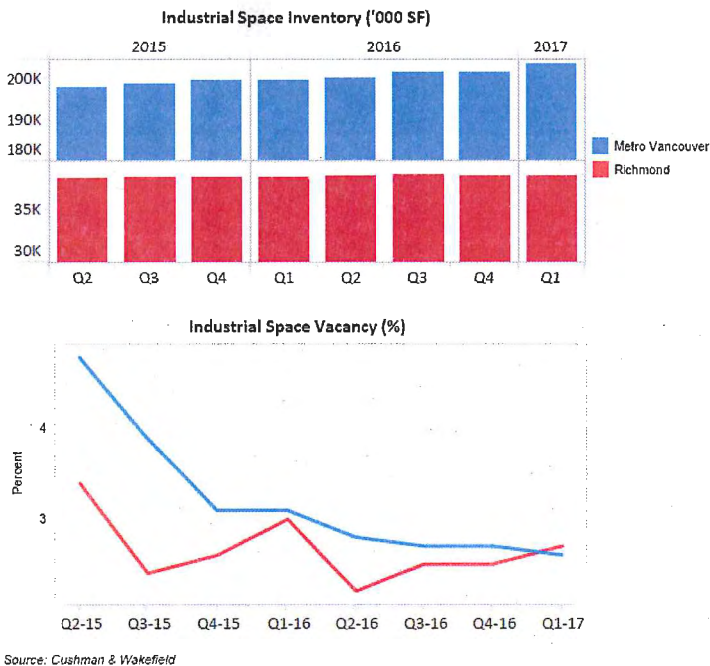 Industrial Space Inventory ('000 SF)
2015 2016 2017
200K
190K
180K
Metro Vancouver
Richmond
35K
30K
Q2 Q3 Q4 Q1 Q2 Q3 Q4 Q1
Industrial Space Vacancy (%)
4
Percent
3
Q2-15 Q3-15 Q4-15 Q1-16 Q2-16 Q3-16 Q4-16 Q1-17
Source: Cushman & Wakefield